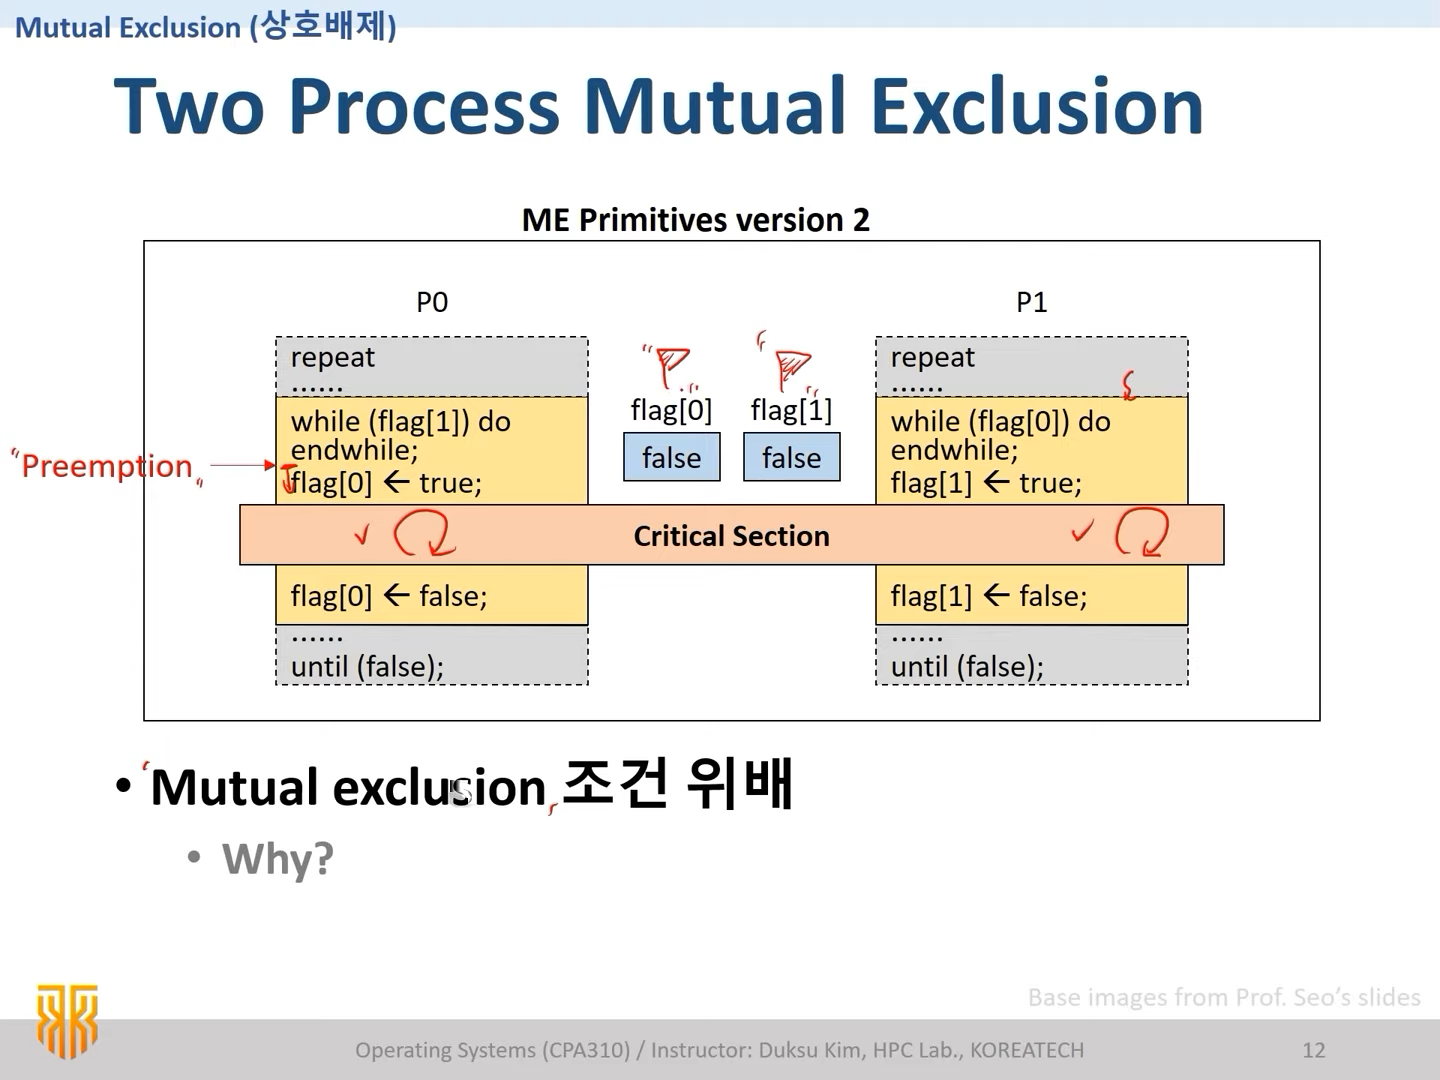 Mutual Exclusion (상호배제)
Two Process Mutual Exclusion
ME Primitives version 2
P0
repeat
......
while (flag[1]) do
endwhile;
flag[0] ← true;
flag[0] ← false;
......
until (false);
flag[0] flag[1]
false false
P1
repeat
......
while (flag[0]) do
endwhile;
flag[1] ← true;
flag[1] ← false;
......
until (false);
Preemption
Critical Section
• Mutual exclusion 조건 위배
• Why?
Base images from Prof. Seo's slides
Operating Systems (CPA310) / Instructor: Duksu Kim, HPC Lab., KOREATECH
12